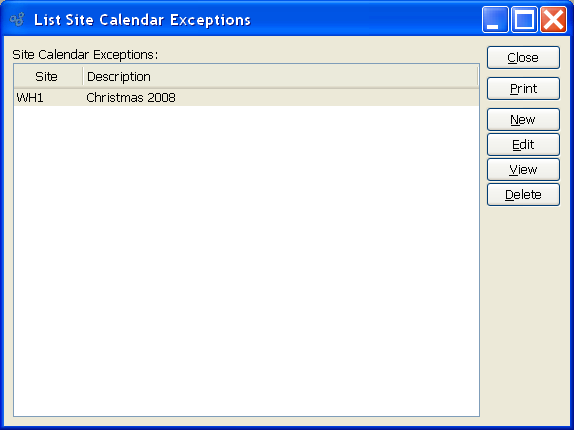 List Site Calendar Exceptions
Site Calendar Exceptions:
Site Description
WH1 Christmas 2008
Close
Print
New
Edit
View
Delete